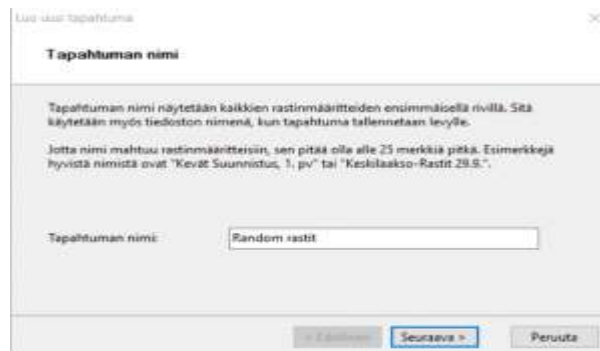 Luo uusi tapahtuma
Tapahtuman nimi
Tapahtuman nimi näytetään kaikkien rastinmääritteiden ensimmäisellä rivillä. Sitä
käytetään myös tiedoston nimenä, kun tapahtuma tallennetaan levylle.
Jotta nimi mahtuu rastinmääritteisiin, sen pitää olla alle 25 merkkiä pitkä. Esimerkkejä
hyvistä nimistä ovat "Kevät Suunnistus, 1. pv" tai "Keskilaakso-Rastit 29.9.".
Tapahtuman nimi: Random rastit
< Edellinen Seuraava > Peruuta